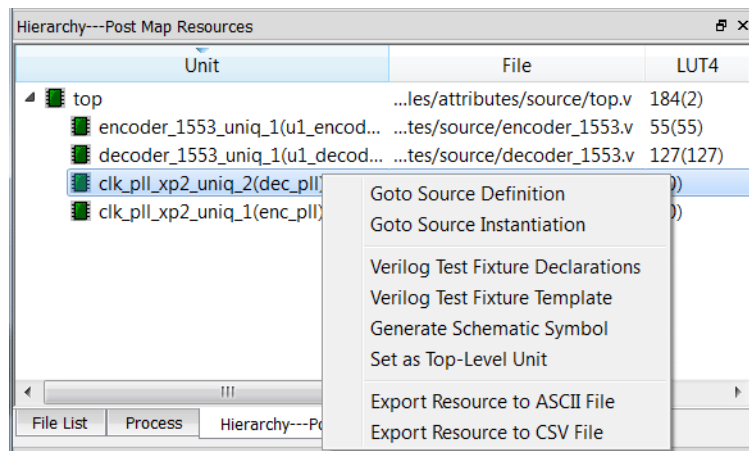 Hierarchy---Post Map Resources
Unit File LUT4
top ...les/attributes/source/top.v 184(2)
encoder_1553_uniq_1(u1_encod... ...tes/source/encoder_1553.v 55(55)
decoder_1553_uniq_1(u1_decod... ...tes/source/decoder_1553.v 127(127)
clk_pll_xp2_uniq_2(dec_pll)
clk_pll_xp2_uniq_1(enc_pll)
Goto Source Definition
Goto Source Instantiation
Verilog Test Fixture Declarations
Verilog Test Fixture Template
Generate Schematic Symbol
Set as Top-Level Unit
Export Resource to ASCII File
Export Resource to CSV File
File List Process Hierarchy---Po